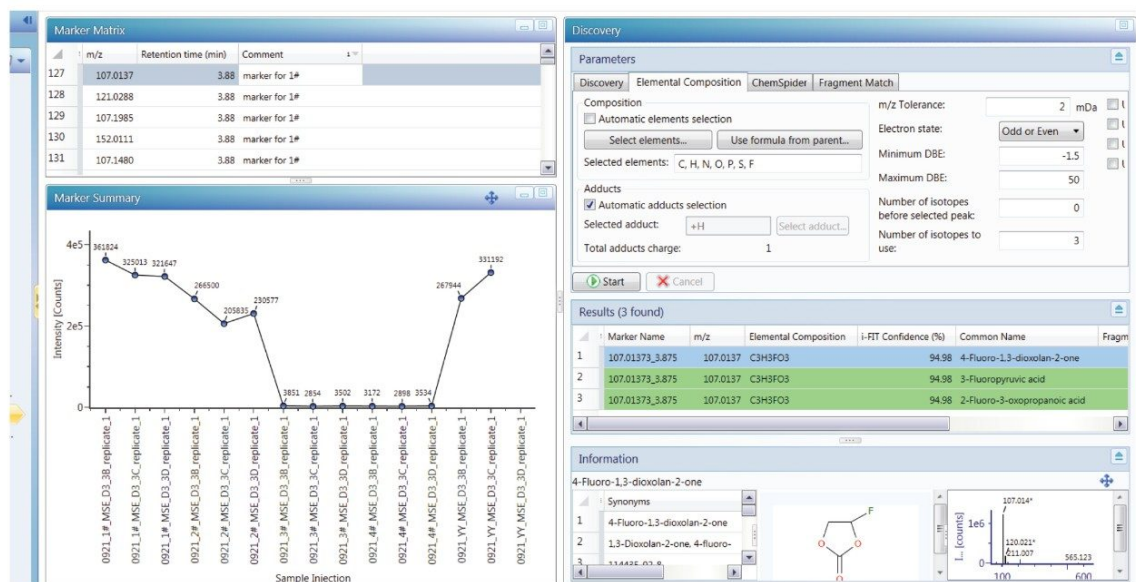 Marker Matrix
m/z Retention time (min) Comment 1
127 107.0137 3.88 marker for 1#
128 121.0288 3.88 marker for 1#
129 107.1985 3.88 marker for 1#
130 152.0111 3.88 marker for 1#
131 107.1480 3.88 marker for 1#
Marker Summary
Intensity [Counts]
4e5
2e5
0
361824
325013
321647
266500
205835
230577
3851
2854
3502
3172
2898
3534
267944
331192
0921_1#_MSE_D3_3B_replicate_1
0921_1#_MSE_D3_3C_replicate_1
0921_1#_MSE_D3_3D_replicate_1
0921_2#_MSE_D3_3B_replicate_1
0921_2#_MSE_D3_3C_replicate_1
0921_2#_MSE_D3_3D_replicate_1
0921_3#_MSE_D3_3B_replicate_1
0921_3#_MSE_D3_3C_replicate_1
0921_3#_MSE_D3_3D_replicate_1
0921_4#_MSE_D3_3B_replicate_1
0921_4#_MSE_D3_3C_replicate_1
0921_4#_MSE_D3_3D_replicate_1
0921_YY_MSE_D3_3B_replicate_1
0921_YY_MSE_D3_3C_replicate_1
0921_YY_MSE_D3_3D_replicate_1
Sample Injection
Discovery
Parameters
Discovery Elemental Composition ChemSpider Fragment Match
Composition
Automatic elements selection
Select elements... Use formula from parent...
Selected elements: C, H, N, O, P, S, F
Adducts
Automatic adducts selection
Selected adduct: +H Select adduct...
Total adducts charge: 1
m/z Tolerance: 2 mDa
Electron state: Odd or Even
Minimum DBE: -1.5
Maximum DBE: 50
Number of isotopes
before selected peak: 0
Number of isotopes to
use: 3
Start Cancel
Results (3 found)
Marker Name m/z Elemental Composition i-FIT Confidence (%) Common Name Fragm
1 107.01373_3.875 107.0137 C3H3FO3 94.98 4-Fluoro-1,3-dioxolan-2-one
2 107.01373_3.875 107.0137 C3H3FO3 94.98 3-Fluoropyruvic acid
3 107.01373_3.875 107.0137 C3H3FO3 94.98 2-Fluoro-3-oxopropanoic acid
Information
4-Fluoro-1,3-dioxolan-2-one
Synonyms
1 4-Fluoro-1,3-dioxolan-2-one
2 1,3-Dioxolan-2-one, 4-fluoro-
3
F
O O
O
I... [counts]
1e6
0
107.014*
120.021*
211.007
565.123
100 600